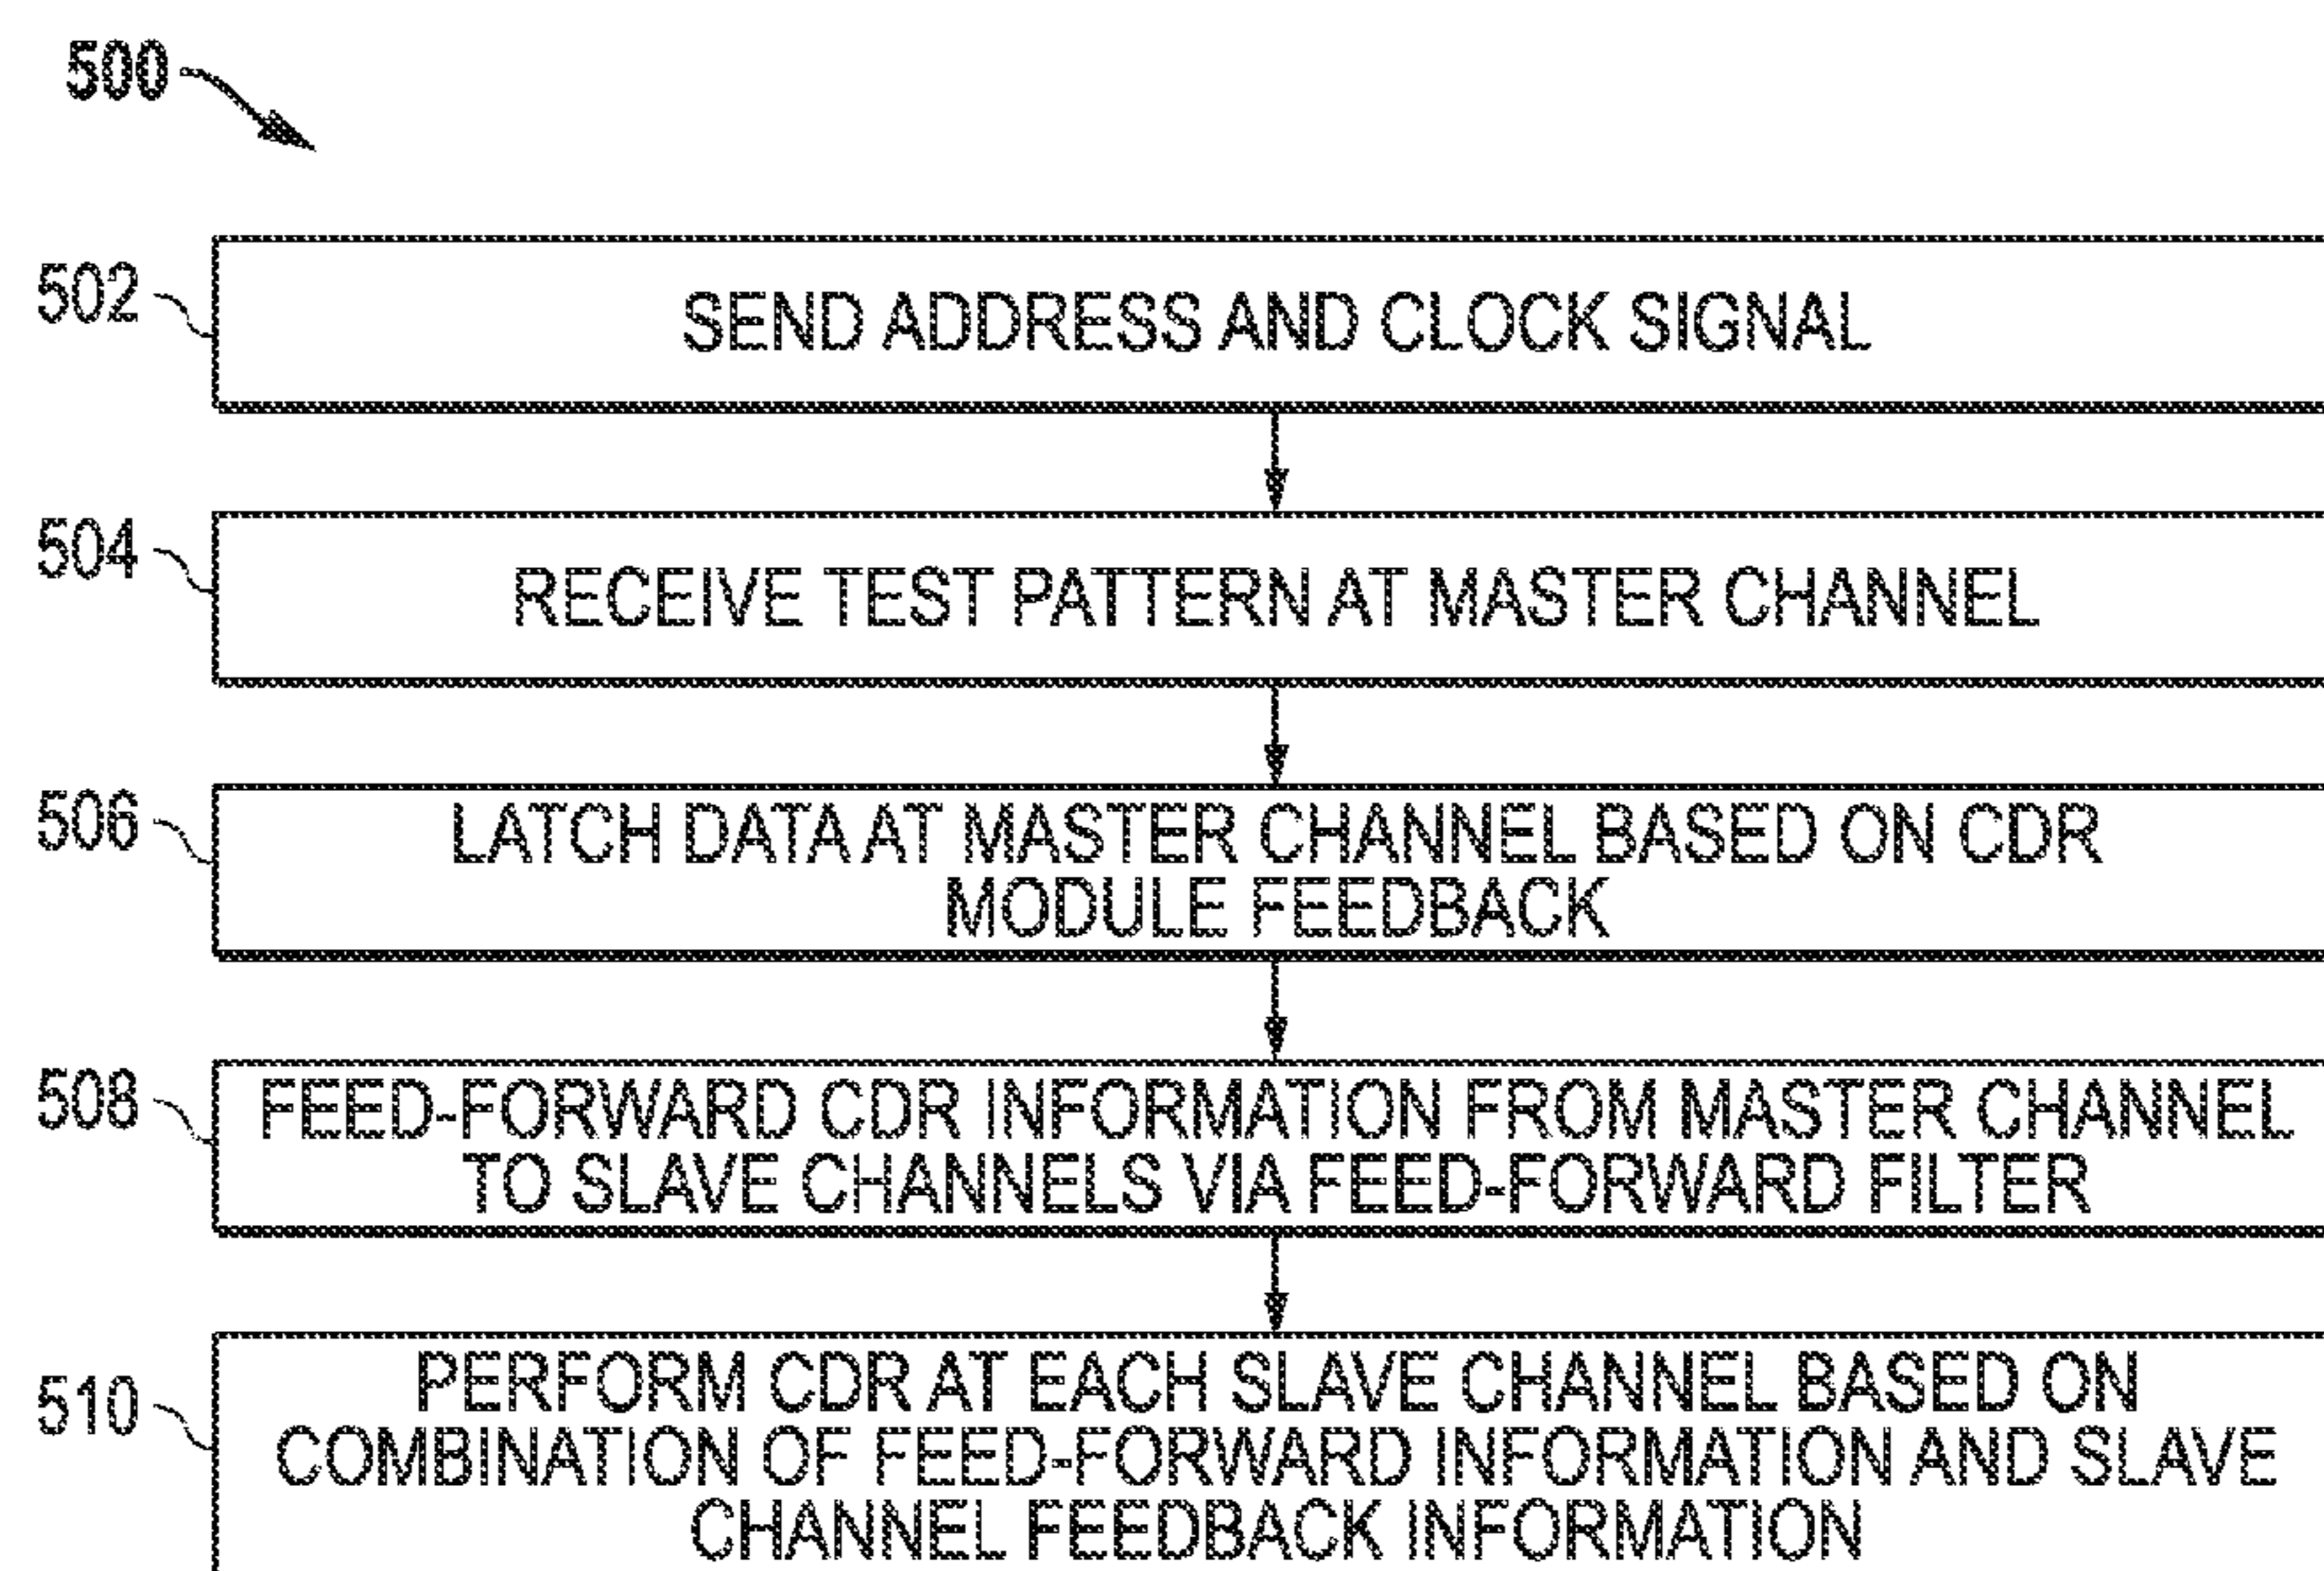 500
502
SEND ADDRESS AND CLOCK SIGNAL
504
RECEIVE TEST PATTERN AT MASTER CHANNEL
506
LATCH DATA AT MASTER CHANNEL BASED ON CDR
MODULE FEEDBACK
508
FEED-FORWARD CDR INFORMATION FROM MASTER CHANNEL
TO SLAVE CHANNELS VIA FEED-FORWARD FILTER
510
PERFORM CDR AT EACH SLAVE CHANNEL BASED ON
COMBINATION OF FEED-FORWARD INFORMATION AND SLAVE
CHANNEL FEEDBACK INFORMATION